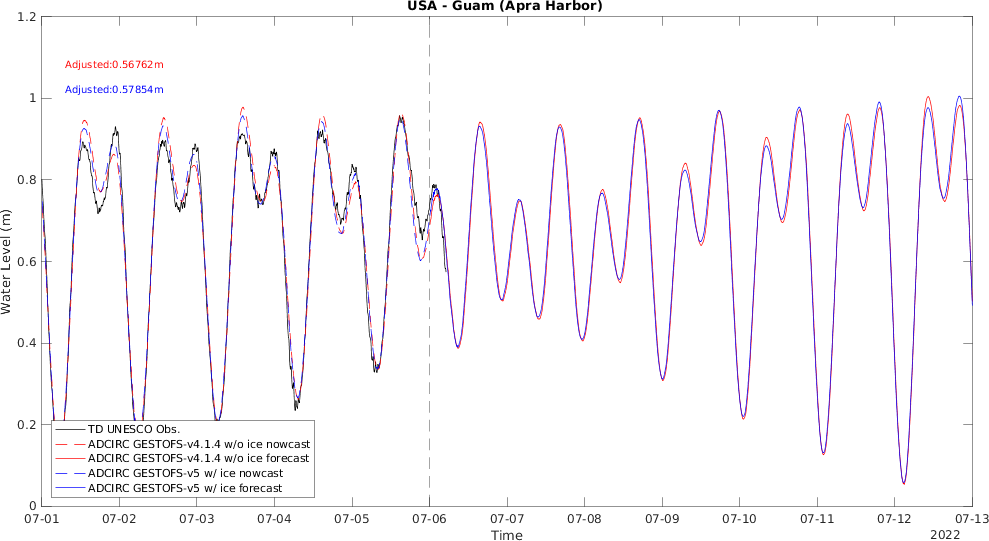 USA - Guam (Apra Harbor)
1.2
Adjusted:0.56762m
Adjusted:0.57854m
1
0.8
0.6
0.4
0.2
0
Water Level (m)
TD UNESCO Obs.
ADCIRC GESTOFS-v4.1.4 w/o ice nowcast
ADCIRC GESTOFS-v4.1.4 w/o ice forecast
ADCIRC GESTOFS-v5 w/ ice nowcast
ADCIRC GESTOFS-v5 w/ ice forecast
07-01 07-02 07-03 07-04 07-05 07-06 07-07 07-08 07-09 07-10 07-11 07-12 07-13
Time
2022